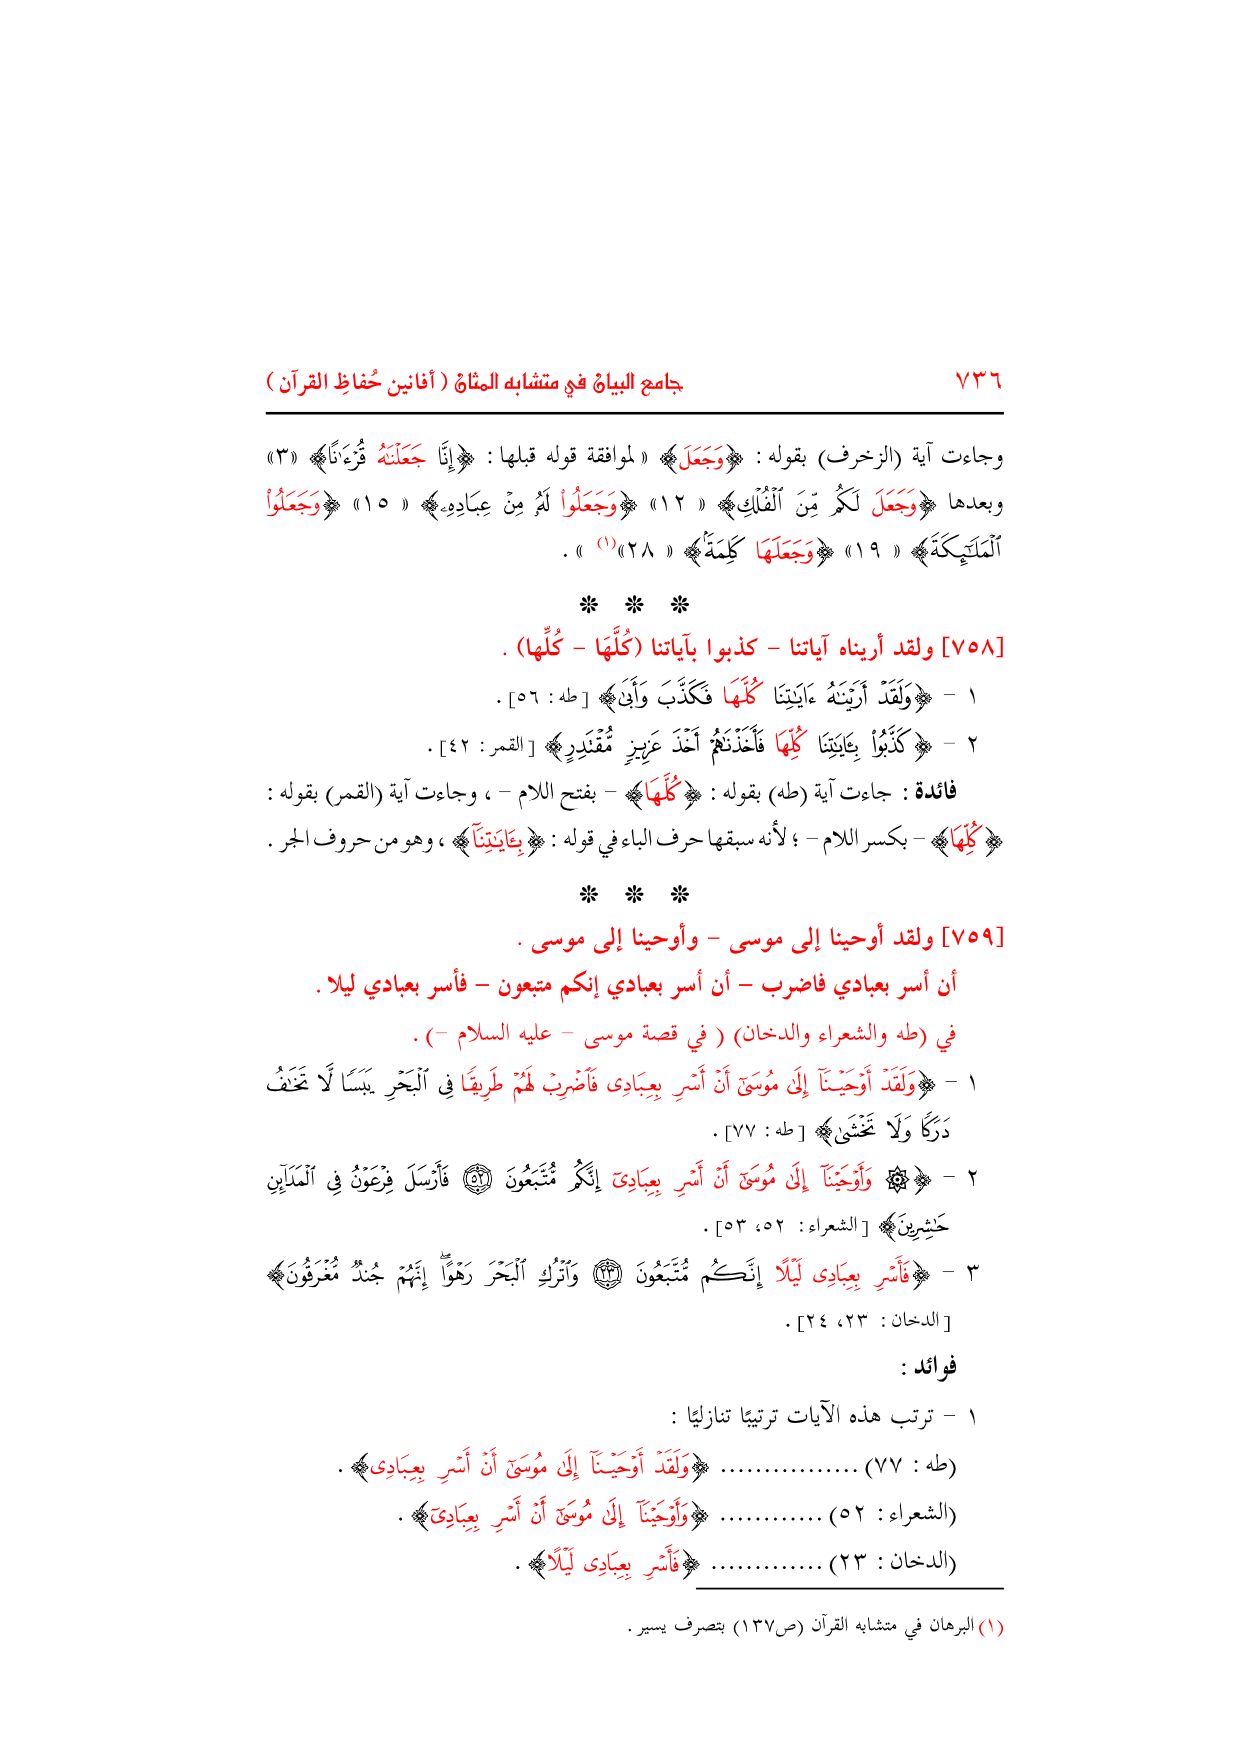 ٧٣٦
جامع البيان في متشابه المثان ( أفانين حُفاظِ القرآن )
وجاءت آية (الزخرف) بقوله : ﴿وَجَعَلَ﴾ « لموافقة قوله قبلها : ﴿إِنَّا جَعَلۡنَٰهُ قُرۡءَٰنًا﴾ «٣»
وبعدها ﴿وَجَعَلَ لَكُم مِّنَ ٱلۡفُلۡكِ﴾ « ١٢» ﴿وَجَعَلُواْ لَهُۥ مِنۡ عِبَادِهِۦ﴾ « ١٥» ﴿وَجَعَلُواْ
ٱلۡمَلَٰٓئِكَةَ﴾ « ١٩» ﴿وَجَعَلَهَا كَلِمَةَۢ﴾ « ٢٨»(١) » .
[٧٥٨] ولقد أريناه آياتنا – كذبوا بآياتنا (كُلَّهَا – كُلِّها) .
١ – ﴿وَلَقَدۡ أَرَيۡنَٰهُ ءَايَٰتِنَا كُلَّهَا فَكَذَّبَ وَأَبَىٰ﴾ [طه : ٥٦].
٢ – ﴿كَذَّبُواْ بِـَٔايَٰتِنَا كُلِّهَا فَأَخَذۡنَٰهُمۡ أَخۡذَ عَزِيزٖ مُّقۡتَدِرٍ﴾ [القمر : ٤٢].
فائدة : جاءت آية (طه) بقوله : ﴿كُلَّهَا﴾ – بفتح اللام – ، وجاءت آية (القمر) بقوله :
﴿كُلِّهَا﴾ – بكسر اللام – ؛ لأنه سبقها حرف الباء في قوله : ﴿بِـَٔايَٰتِنَآ﴾ ، وهو من حروف الجر .
[٧٥٩] ولقد أوحينا إلى موسى – وأوحينا إلى موسى .
أن أسر بعبادي فاضرب – أن أسر بعبادي إنكم متبعون – فأسر بعبادي ليلا .
في (طه والشعراء والدخان) ( في قصة موسى – عليه السلام –) .
١ – ﴿وَلَقَدۡ أَوۡحَيۡنَآ إِلَىٰ مُوسَىٰٓ أَنۡ أَسۡرِ بِعِبَادِى فَٱضۡرِبۡ لَهُمۡ طَرِيقٗا فِى ٱلۡبَحۡرِ يَبَسٗا لَّا تَخَٰفُ
دَرَكٗا وَلَا تَخۡشَىٰ﴾ [طه : ٧٧] .
٢ – ﴿۞ وَأَوۡحَيۡنَآ إِلَىٰ مُوسَىٰٓ أَنۡ أَسۡرِ بِعِبَادِىٓ إِنَّكُم مُّتَّبَعُونَ ٥٢ فَأَرۡسَلَ فِرۡعَوۡنُ فِى ٱلۡمَدَآئِنِ
حَٰشِرِينَ﴾ [الشعراء : ٥٢، ٥٣] .
٣ – ﴿فَأَسۡرِ بِعِبَادِى لَيۡلًا إِنَّكُم مُّتَّبَعُونَ ٢٣ وَٱتۡرُكِ ٱلۡبَحۡرَ رَهۡوًاۖ إِنَّهُمۡ جُندٞ مُّغۡرَقُونَ﴾
[الدخان : ٢٣، ٢٤] .
فوائد :
١ – ترتب هذه الآيات ترتيبًا تنازليًا :
(طه : ٧٧) ................ ﴿وَلَقَدۡ أَوۡحَيۡنَآ إِلَىٰ مُوسَىٰٓ أَنۡ أَسۡرِ بِعِبَادِى﴾ .
(الشعراء : ٥٢) ............ ﴿وَأَوۡحَيۡنَآ إِلَىٰ مُوسَىٰٓ أَنۡ أَسۡرِ بِعِبَادِىٓ﴾ .
(الدخان : ٢٣) ............. ﴿فَأَسۡرِ بِعِبَادِى لَيۡلًا﴾ .
(١) البرهان في متشابه القرآن (ص١٣٧) بتصرف يسير .